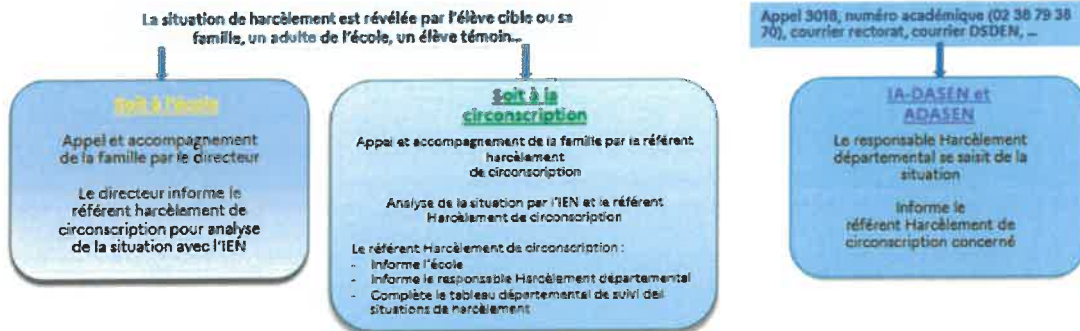 La situation de harcèlement est révélée par l'élève cible ou sa
famille, un adulte de l'école, un élève témoin...
Appel 3018, numéro académique (02 38 79 38
70), courrier rectorat, courrier DSDEN, ...
Soit à l'école
Appel et accompagnement
de la famille par le directeur
Le directeur informe le
référent harcèlement de
circonscription pour analyse
de la situation avec l'IEN
Soit à la
circonscription
Appel et accompagnement de la famille par la référent
harcèlement
de circonscription
Analyse de la situation par l'IEN et le référent
Harcèlement de circonscription
Le référent Harcèlement de circonscription :
- Informe l'école
- Informe le responsable Harcèlement départemental
- Complète le tableau départemental de suivi des
situations de harcèlement
IA-DASEN et
ADASEN
Le responsable Harcèlement
départemental se saisit de la
situation
Informe le
référent Harcèlement de
circonscription concerné